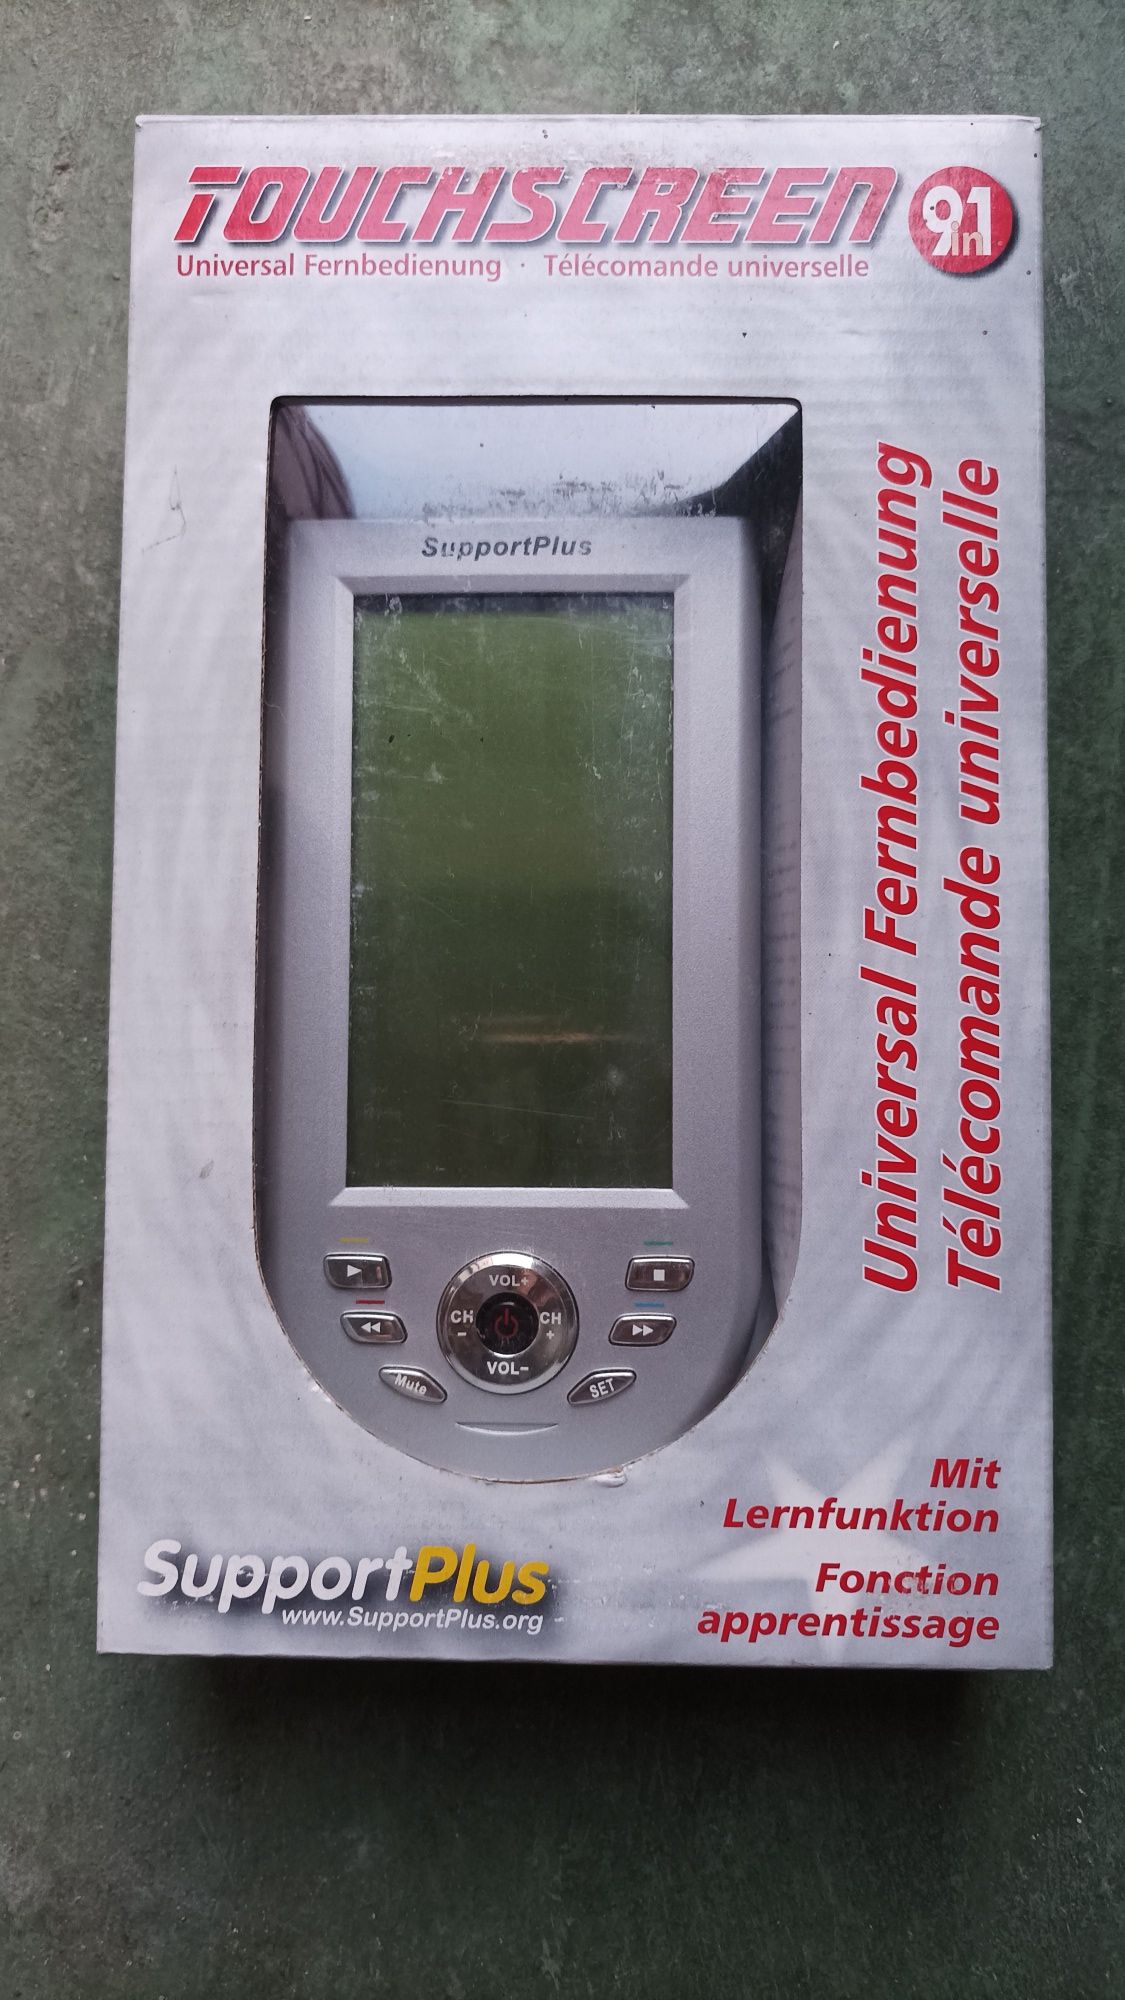 TOUCHSCREEN
9in1
Universal Fernbedienung · Télécomande universelle
SupportPlus
VOL+
CH -
CH +
VOL-
Mute
SET
Universal Fernbedienung
Télécomande universelle
Mit
Lernfunktion
Fonction
apprentissage
SupportPlus
www.SupportPlus.org